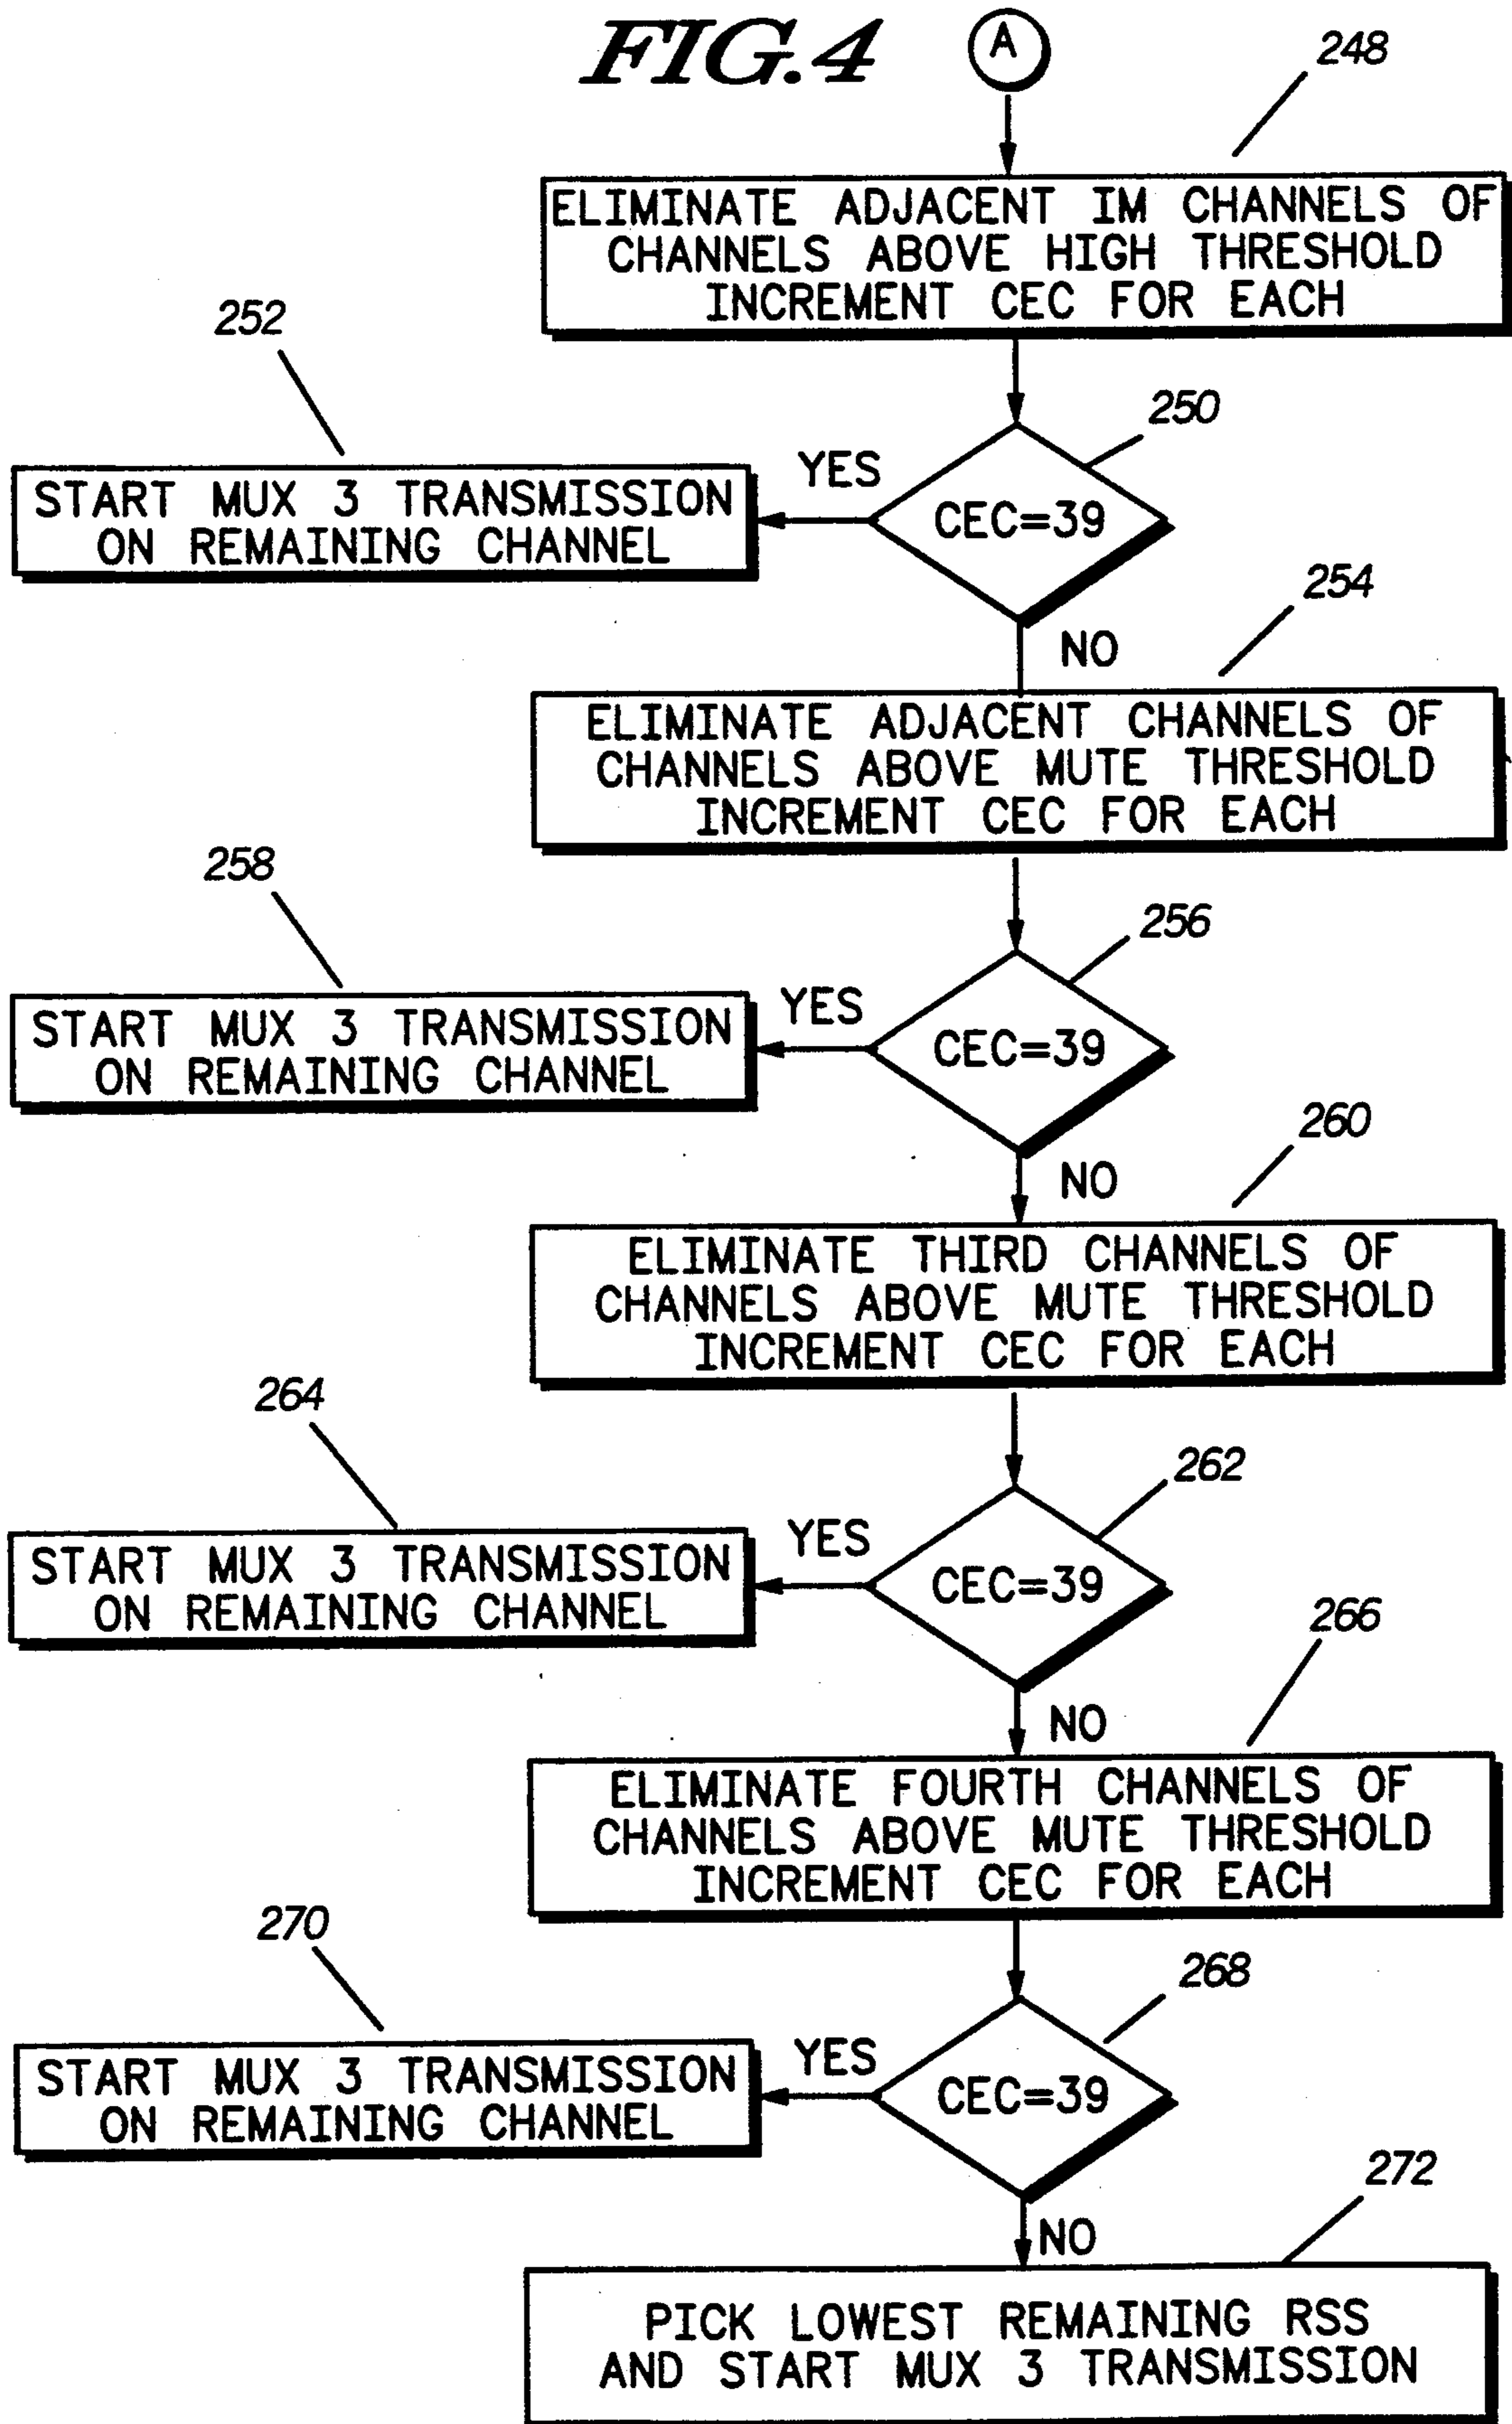 FIG.4
A
248
ELIMINATE ADJACENT IM CHANNELS OF
CHANNELS ABOVE HIGH THRESHOLD
INCREMENT CEC FOR EACH
252
250
YES
START MUX 3 TRANSMISSION
ON REMAINING CHANNEL
CEC=39
254
NO
ELIMINATE ADJACENT CHANNELS OF
CHANNELS ABOVE MUTE THRESHOLD
INCREMENT CEC FOR EACH
258
256
YES
START MUX 3 TRANSMISSION
ON REMAINING CHANNEL
CEC=39
260
NO
ELIMINATE THIRD CHANNELS OF
CHANNELS ABOVE MUTE THRESHOLD
INCREMENT CEC FOR EACH
264
262
YES
START MUX 3 TRANSMISSION
ON REMAINING CHANNEL
CEC=39
266
NO
ELIMINATE FOURTH CHANNELS OF
CHANNELS ABOVE MUTE THRESHOLD
INCREMENT CEC FOR EACH
270
268
YES
START MUX 3 TRANSMISSION
ON REMAINING CHANNEL
CEC=39
272
NO
PICK LOWEST REMAINING RSS
AND START MUX 3 TRANSMISSION